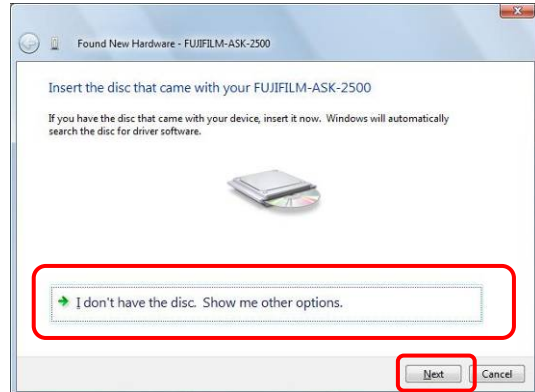 Found New Hardware - FUJIFILM-ASK-2500
Insert the disc that came with your FUJIFILM-ASK-2500
If you have the disc that came with your device, insert it now.  Windows will automatically
search the disc for driver software.
I don't have the disc.  Show me other options.
Next Cancel